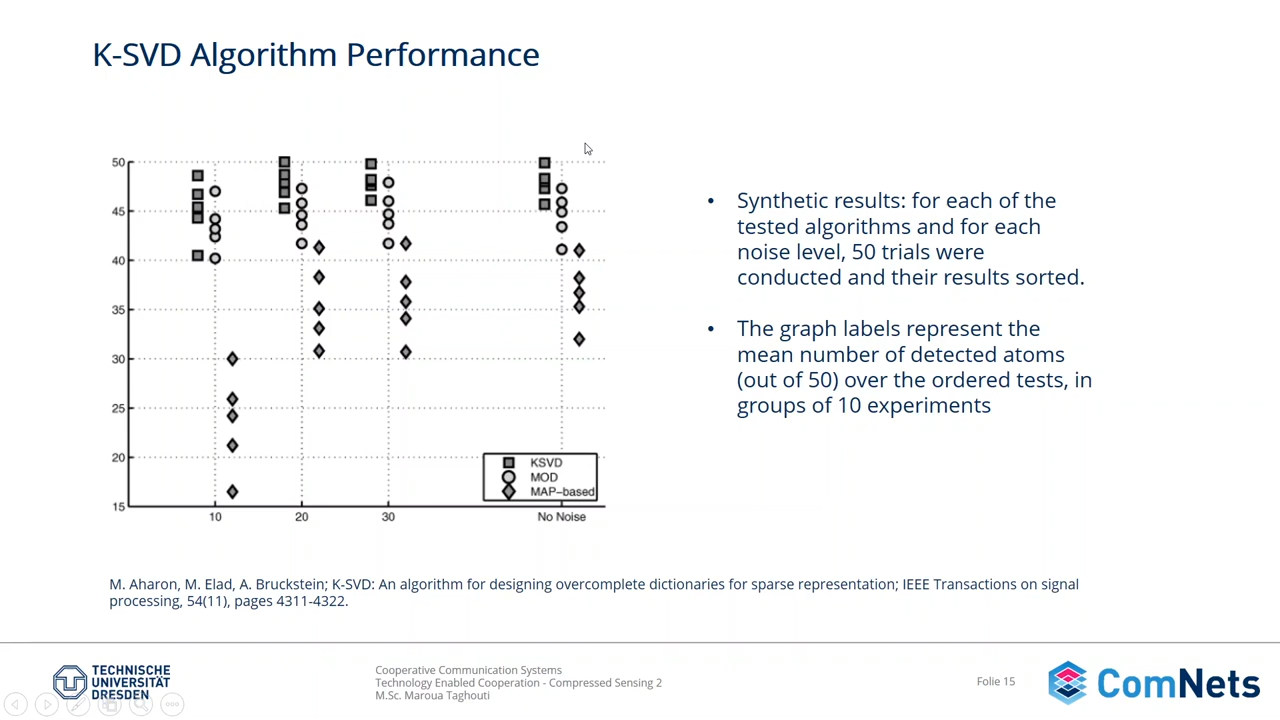 K-SVD Algorithm Performance
50
45
40
35
30
25
20
15
10
20
30
No Noise
KSVD
MOD
MAP-based
• Synthetic results: for each of the
tested algorithms and for each
noise level, 50 trials were
conducted and their results sorted.
• The graph labels represent the
mean number of detected atoms
(out of 50) over the ordered tests, in
groups of 10 experiments
M. Aharon, M. Elad, A. Bruckstein; K-SVD: An algorithm for designing overcomplete dictionaries for sparse representation; IEEE Transactions on signal
processing, 54(11), pages 4311-4322.
TECHNISCHE
UNIVERSITÄT
DRESDEN
Cooperative Communication Systems
Technology Enabled Cooperation - Compressed Sensing 2
M.Sc. Maroua Taghouti
Folie 15
ComNets